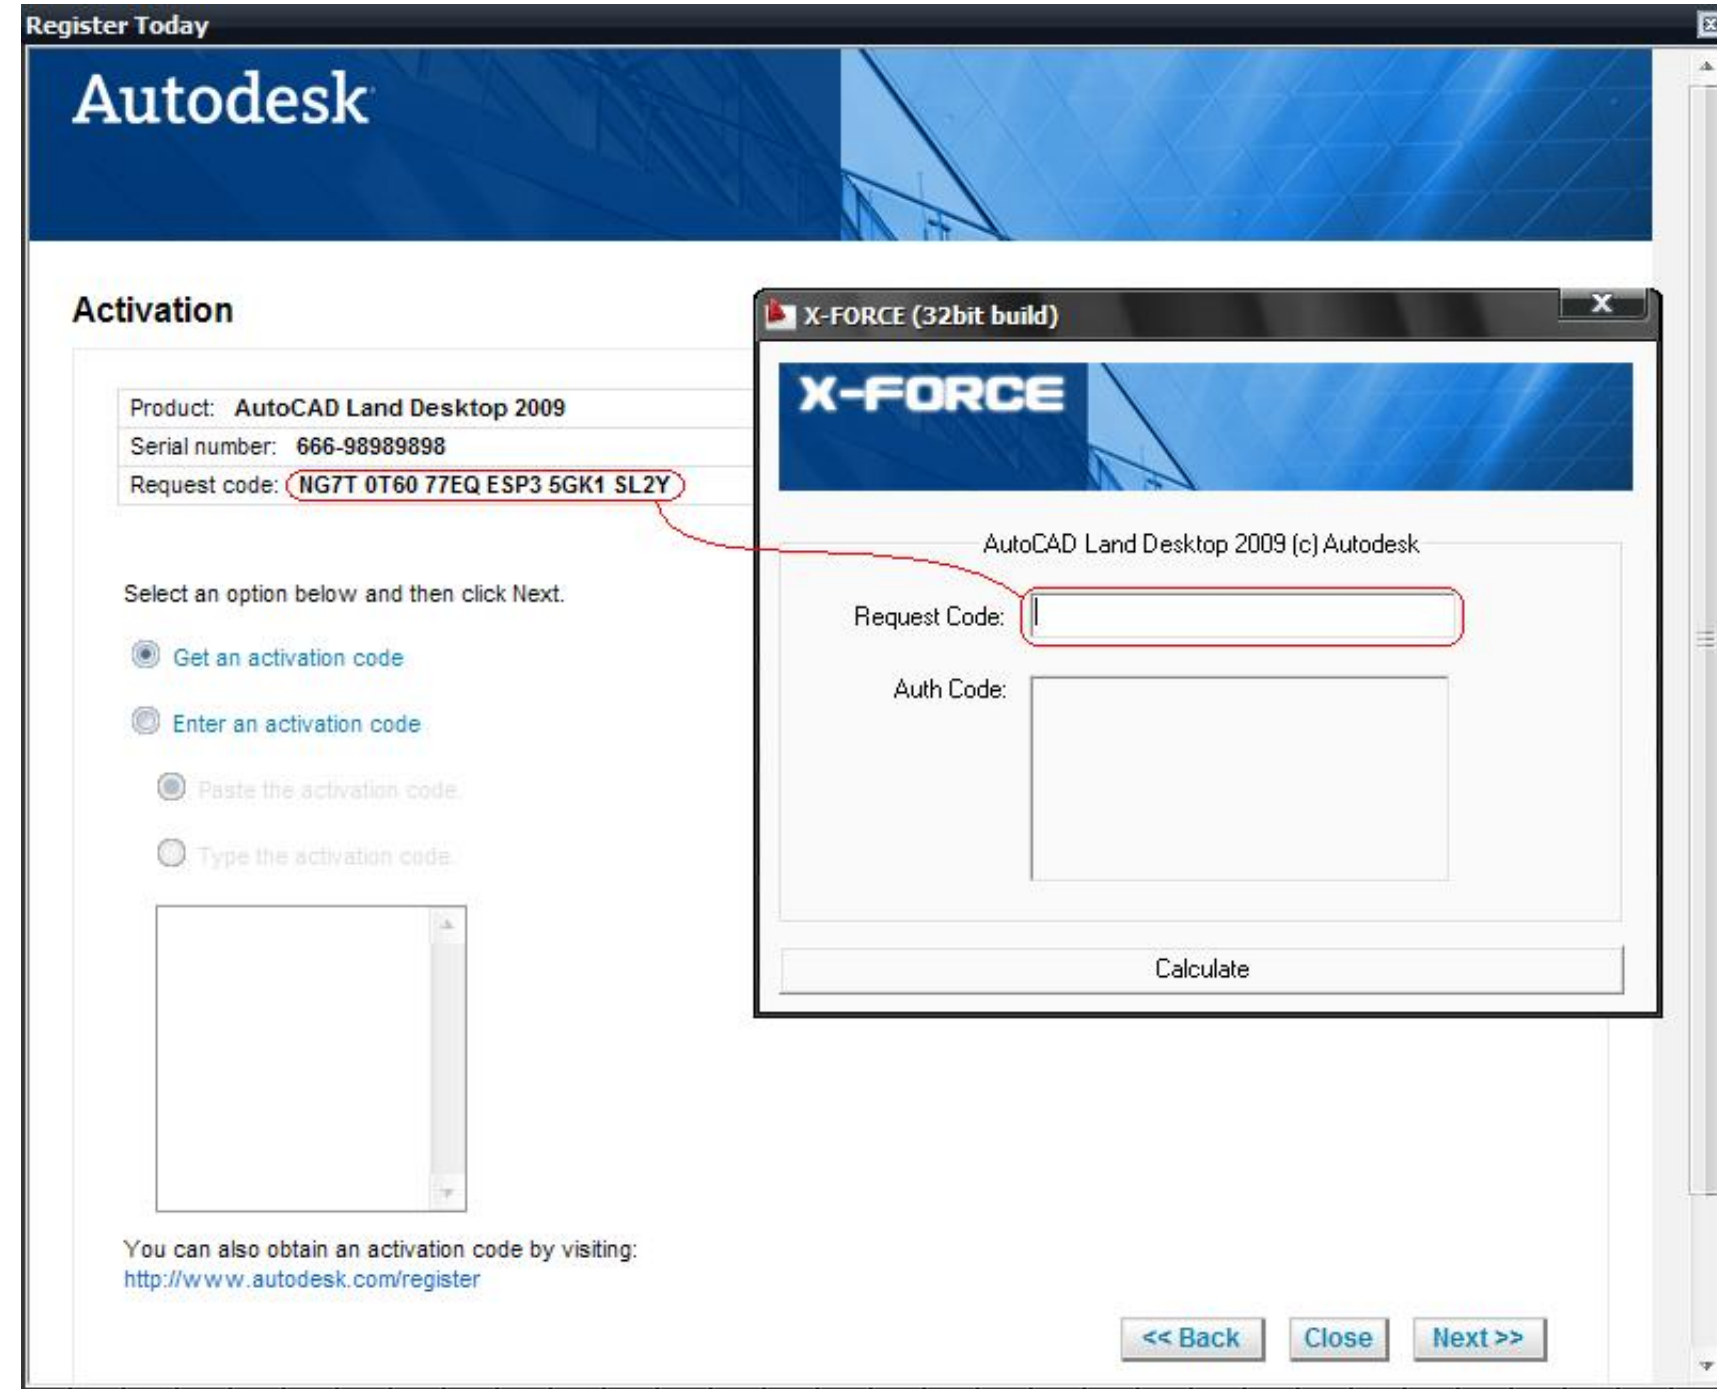 Register Today
Autodesk
Activation
Product: AutoCAD Land Desktop 2009
Serial number: 666-98989898
Request code: NG7T 0T60 77EQ ESP3 5GK1 SL2Y
Select an option below and then click Next.
Get an activation code
Enter an activation code
Paste the activation code.
Type the activation code.
You can also obtain an activation code by visiting:
http://www.autodesk.com/register
<< Back
Close
Next >>
X-FORCE (32bit build)
X
X-FORCE
AutoCAD Land Desktop 2009 (c) Autodesk
Request Code:
Auth Code:
Calculate